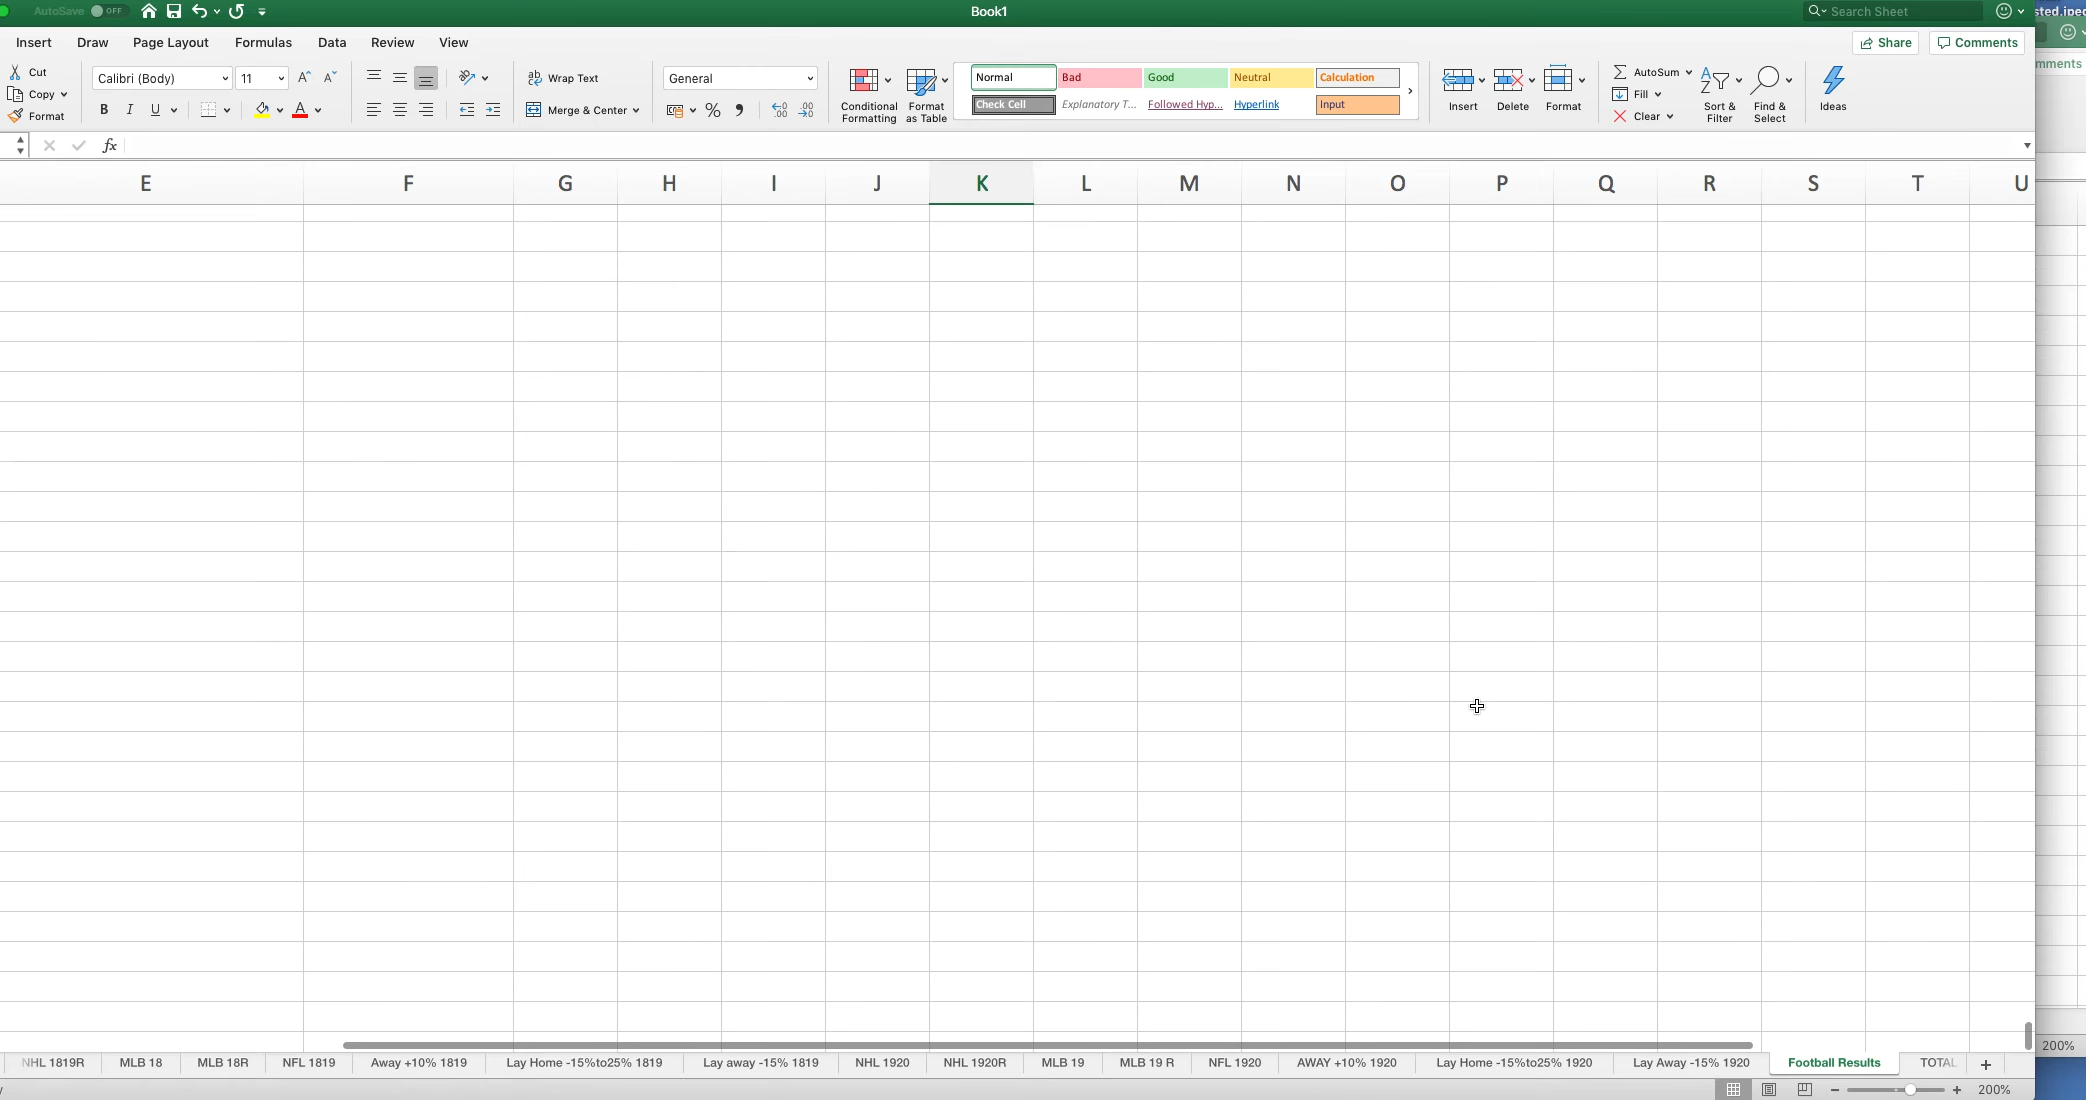 AutoSave OFF Book1 Search Sheet
Insert Draw Page Layout Formulas Data Review View Share Comments
Cut Calibri (Body) 11 Wrap Text General Normal Bad Good Neutral Calculation AutoSum
Copy Fill
Format B I U A Merge & Center % Conditional Formatting Format as Table Check Cell Explanatory T... Followed Hyp... Hyperlink Input Insert Delete Format Clear Sort & Filter Find & Select Ideas
fx
E F G H I J K L M N O P Q R S T U
NHL 1819R MLB 18 MLB 18R NFL 1819 Away +10% 1819 Lay Home -15%to25% 1819 Lay away -15% 1819 NHL 1920 NHL 1920R MLB 19 MLB 19 R NFL 1920 AWAY +10% 1920 Lay Home -15%to25% 1920 Lay Away -15% 1920 Football Results TOTAL +
200%
sted.jpeg
mments
200%